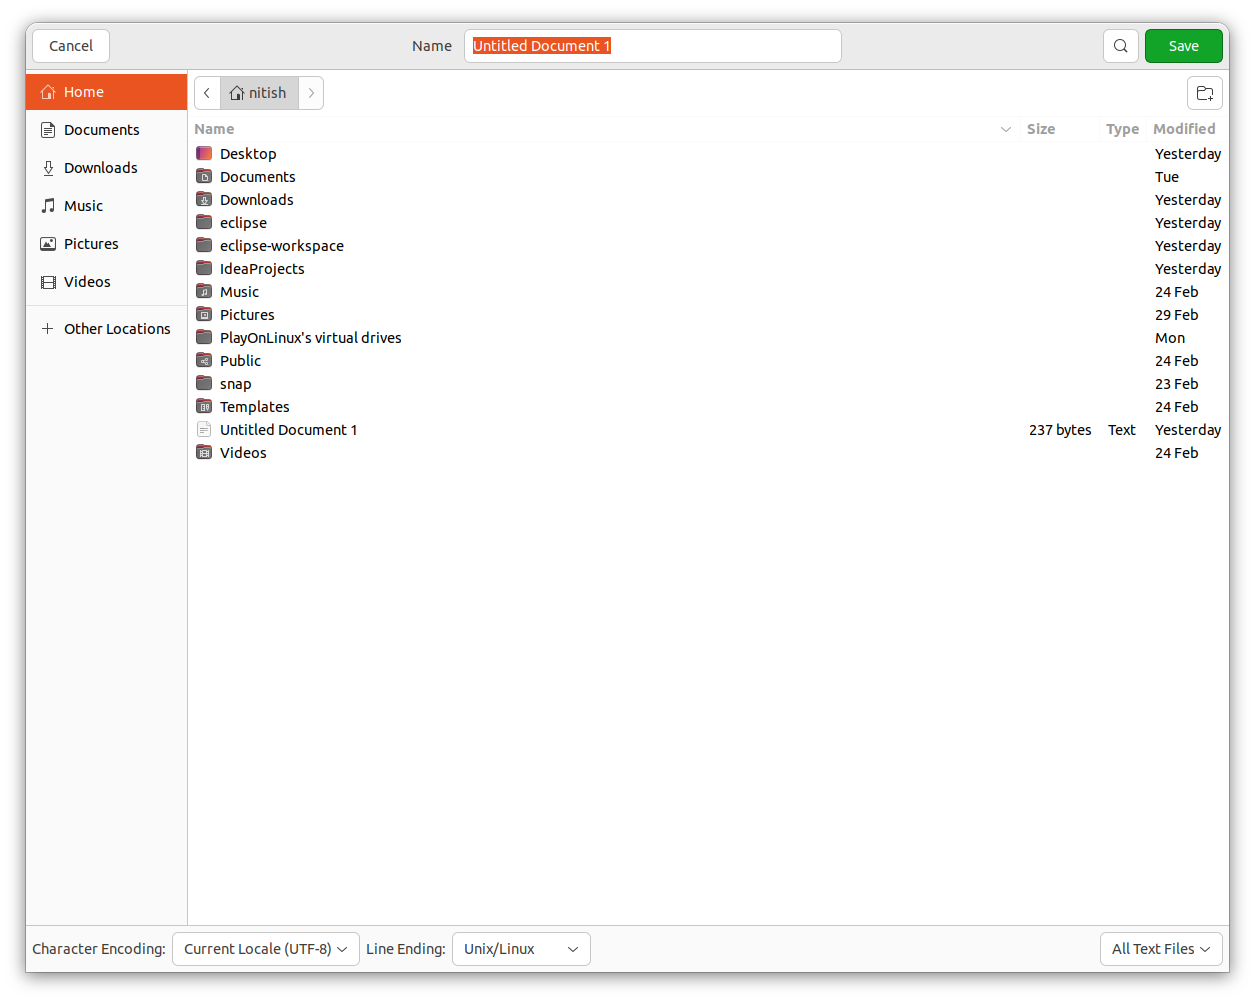 Cancel Name Untitled Document 1 Save
Home
Documents
Downloads
Music
Pictures
Videos
Other Locations
nitish
Name Size Type Modified
Desktop Yesterday
Documents Tue
Downloads Yesterday
eclipse Yesterday
eclipse-workspace Yesterday
IdeaProjects Yesterday
Music 24 Feb
Pictures 29 Feb
PlayOnLinux's virtual drives Mon
Public 24 Feb
snap 23 Feb
Templates 24 Feb
Untitled Document 1 237 bytes Text Yesterday
Videos 24 Feb
Character Encoding: Current Locale (UTF-8) Line Ending: Unix/Linux All Text Files